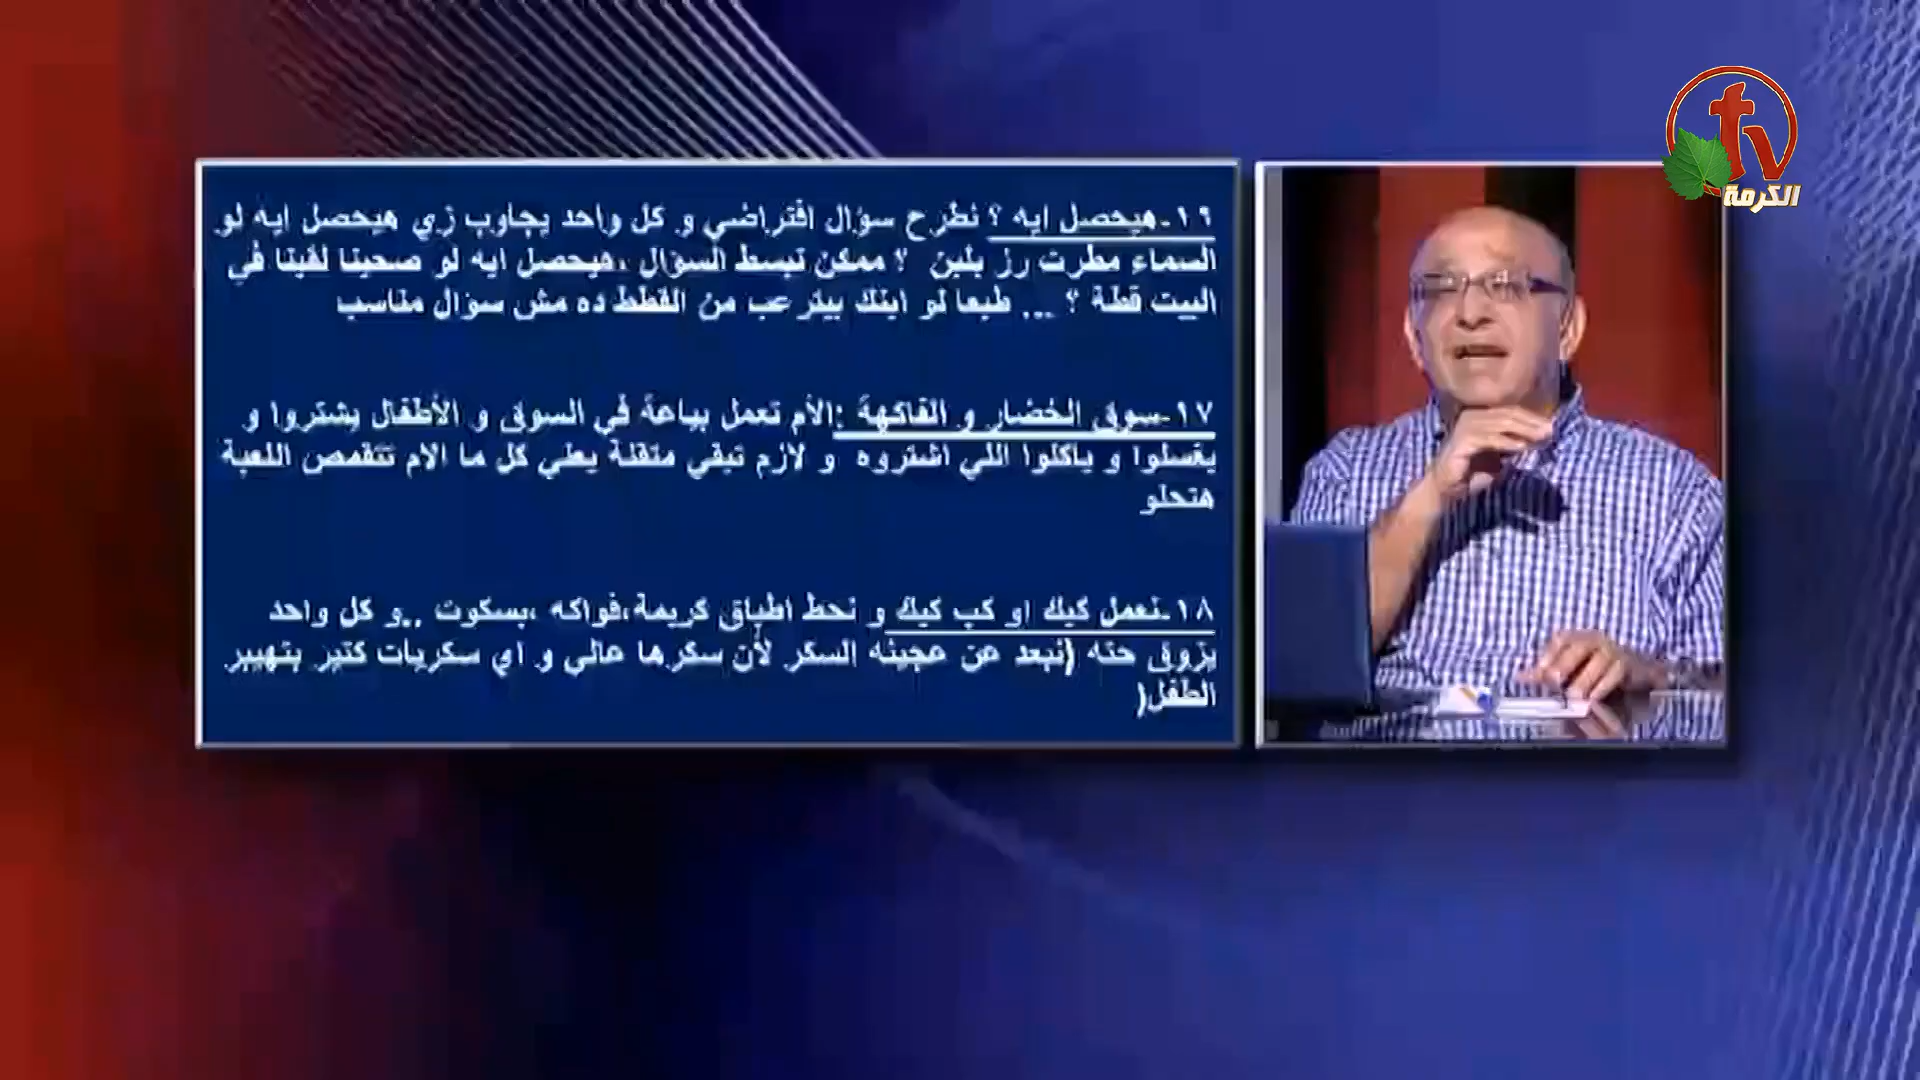 ١٦-هيحصل ايه ؟ نطرح سؤال افتراضي و كل واحد يجاوب زي هيحصل ايه لو
السماء مطرت رز بلبن ؟ ممكن تبسط السؤال ،هيحصل ايه لو صحينا لقينا في
البيت قطة ؟ ... طبعا لو ابنك بيترعب من القطط ده مش سوال مناسب
١٧-سوق الخضار و الفاكهة :الأم تعمل بياعة في السوق و الأطفال يشتروا و
يغسلوا و ياكلوا اللي اشتروه و لازم تبقي متقنة يعني كل ما الام تتقمص اللعبة
هتحلو
١٨-نعمل كيك او كب كيك و نحط اطباق كريمة،فواكه ،بسكوت ..و كل واحد
يزوق حته (نبعد عن عجينه السكر لأن سكرها عالي و اي سكريات كتير بتهيبر
الطفل(
tv
الكرمة